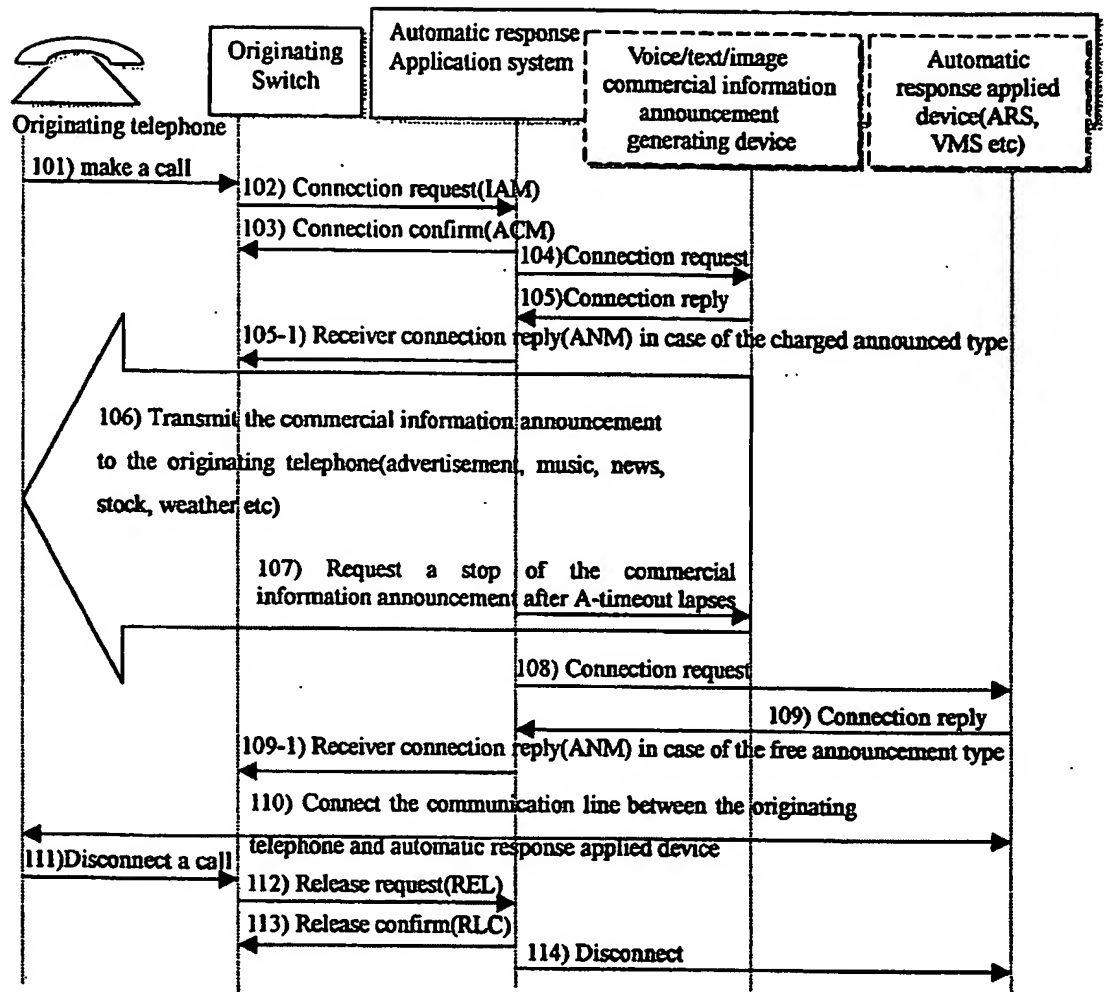 Originating telephone
Originating
Switch
Automatic response
Application system
Voice/text/image
commercial information
announcement
generating device
Automatic
response applied
device(ARS,
VMS etc)
101) make a call
102) Connection request(IAM)
103) Connection confirm(ACM)
104)Connection request
105)Connection reply
105-1) Receiver connection reply(ANM) in case of the charged announced type
106) Transmit the commercial information announcement
to the originating telephone(advertisement, music, news,
stock, weather etc)
107) Request a stop of the commercial
information announcement after A-timeout lapses
108) Connection request
109) Connection reply
109-1) Receiver connection reply(ANM) in case of the free announcement type
110) Connect the communication line between the originating
telephone and automatic response applied device
111)Disconnect a call
112) Release request(REL)
113) Release confirm(RLC)
114) Disconnect